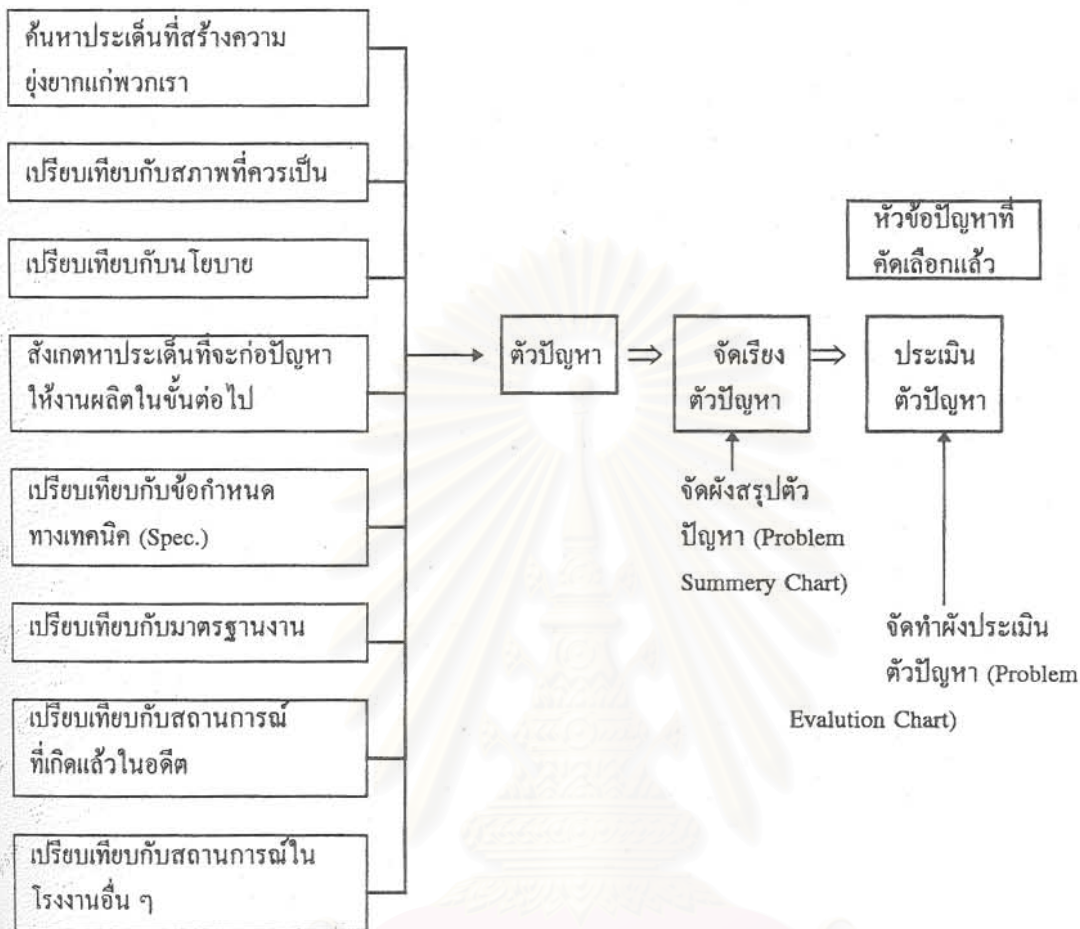 ค้นหาประเด็นที่สร้างความ
ยุ่งยากแก่พวกเรา
เปรียบเทียบกับสภาพที่ควรเป็น
เปรียบเทียบกับนโยบาย
สังเกตหาประเด็นที่จะก่อปัญหา
ให้งานผลิตในขั้นต่อไป
เปรียบเทียบกับข้อกำหนด
ทางเทคนิค (Spec.)
เปรียบเทียบกับมาตรฐานงาน
เปรียบเทียบกับสถานการณ์
ที่เกิดแล้วในอดีต
เปรียบเทียบกับสถานการณ์ใน
โรงงานอื่น ๆ
ตัวปัญหา
จัดเรียง
ตัวปัญหา
จัดผังสรุปตัว
ปัญหา (Problem
Summery Chart)
หัวข้อปัญหาที่
คัดเลือกแล้ว
ประเมิน
ตัวปัญหา
จัดทำผังประเมิน
ตัวปัญหา (Problem
Evalution Chart)